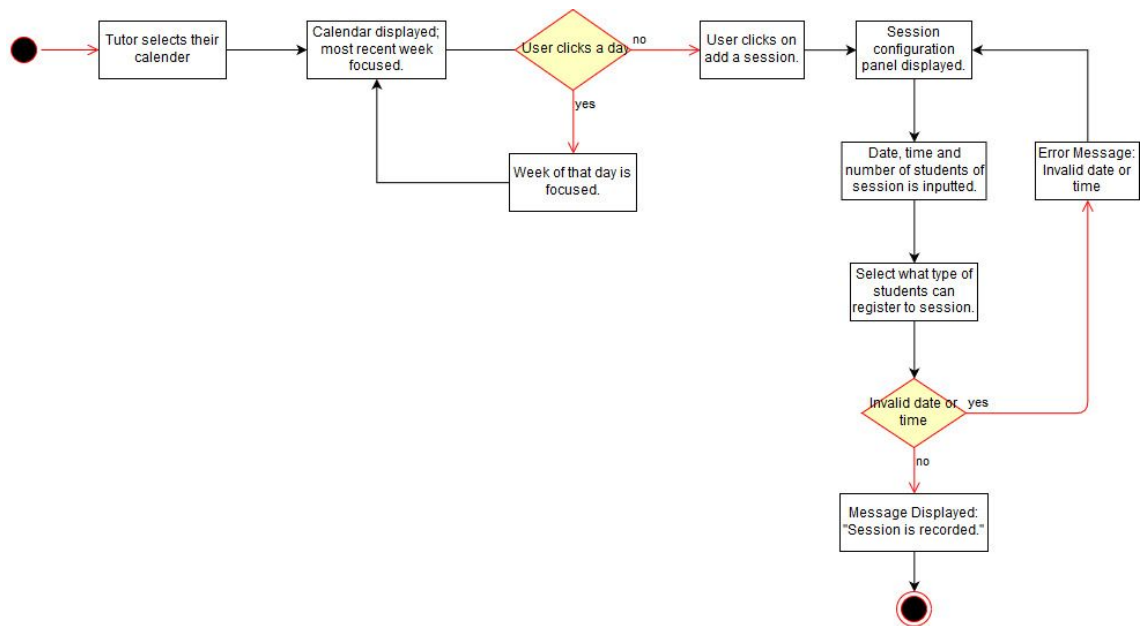 Tutor selects their
calender
Calendar displayed;
most recent week
focused.
User clicks a day
no
yes
Week of that day is
focused.
User clicks on
add a session.
Session
configuration
panel displayed.
Date, time and
number of students of
session is inputted.
Error Message:
Invalid date or
time
Select what type of
students can
register to session.
Invalid date or
time
yes
no
Message Displayed:
"Session is recorded."